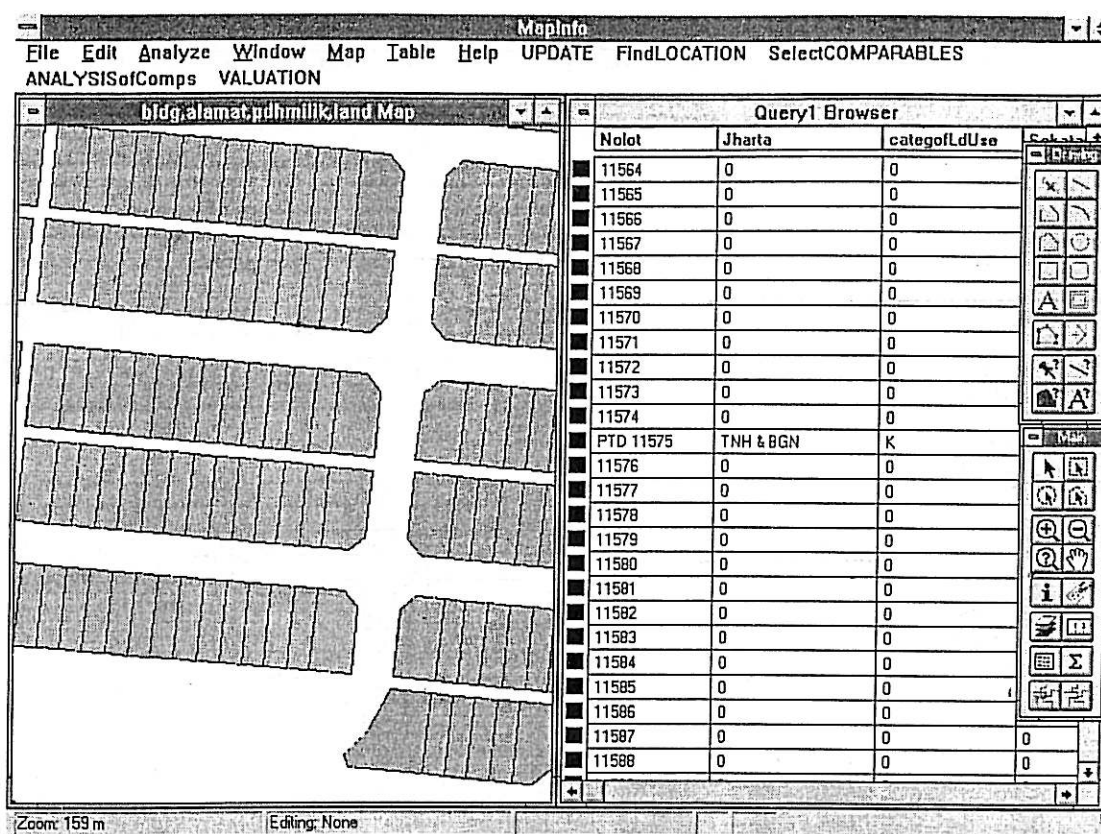 MapInfo
File Edit Analyze Window Map Table Help UPDATE FindLOCATION SelectCOMPARABLES
ANALYSISofComps VALUATION
bldg,alamat,pdhmilik,land Map
Query1 Browser
Nolot Jharta categofLdUse
11564 0 0
11565 0 0
11566 0 0
11567 0 0
11568 0 0
11569 0 0
11570 0 0
11571 0 0
11572 0 0
11573 0 0
11574 0 0
PTD 11575 TNH & BGN K
11576 0 0
11577 0 0
11578 0 0
11579 0 0
11580 0 0
11581 0 0
11582 0 0
11583 0 0
11584 0 0
11585 0 0
11586 0 0
11587 0 0 0
11588 0 0 0
Main
Zoom: 159 m Editing: None